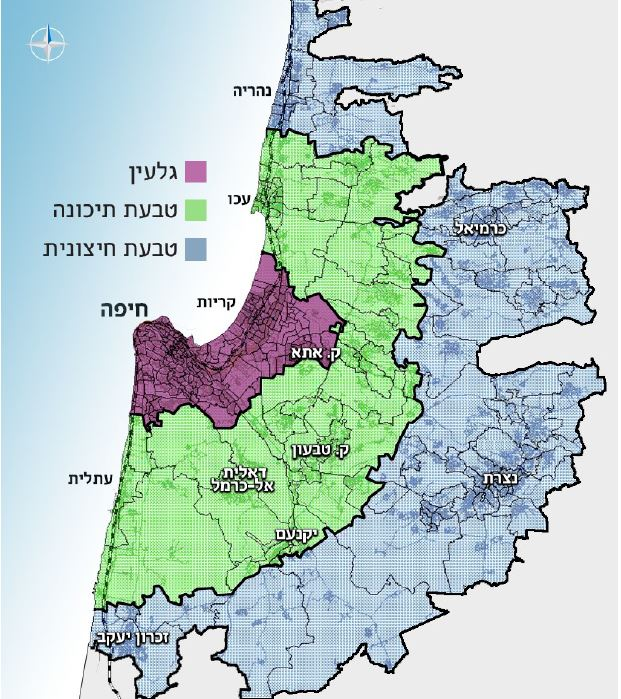 נהריה
גלעין
טבעת תיכונה
עכו
טבעת חיצונית
כרמיאל
קריות
חיפה
ק. אתא
ק. טבעון
עתלית
דאלית
אל-כרמל
נצרת
יקנעם
זכרון יעקב